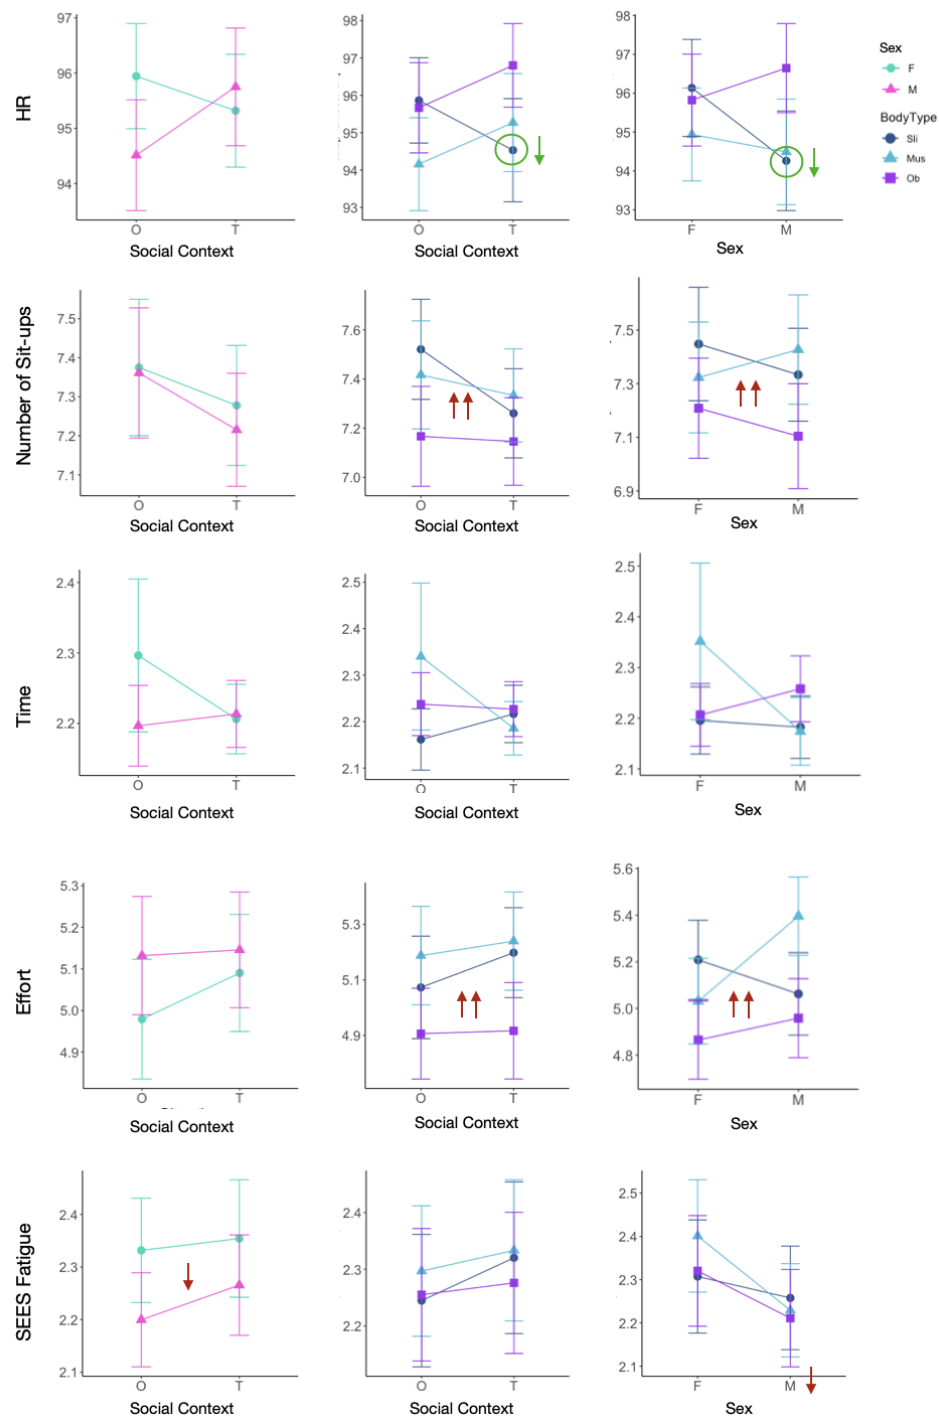 HR
97
96
95
94
O T
Social Context
98
97
96
95
94
93
O T
Social Context
98
97
96
95
94
93
F M
Sex
Sex
F
M
BodyType
Sli
Mus
Ob
Number of Sit-ups
7.5
7.4
7.3
7.2
7.1
O T
Social Context
7.6
7.4
7.2
7.0
O T
Social Context
7.5
7.3
7.1
6.9
F M
Sex
Time
2.4
2.3
2.2
O T
Social Context
2.5
2.4
2.3
2.2
2.1
O T
Social Context
2.5
2.4
2.3
2.2
2.1
F M
Sex
Effort
5.3
5.2
5.1
5.0
4.9
O T
Social Context
5.3
5.1
4.9
O T
Social Context
5.6
5.4
5.2
5.0
4.8
F M
Sex
SEES Fatigue
2.4
2.3
2.2
2.1
O T
Social Context
2.4
2.3
2.2
O T
Social Context
2.5
2.4
2.3
2.2
2.1
F M
Sex